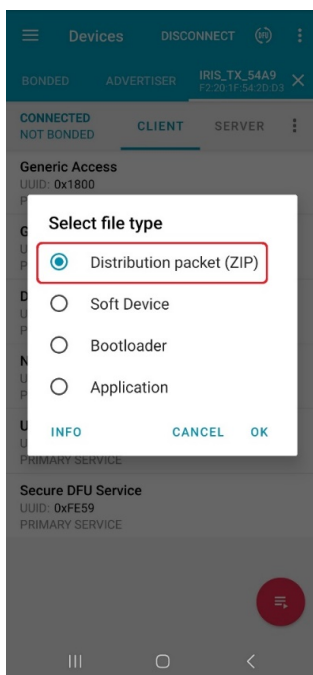 Devices DISCONNECT
BONDED ADVERTISER IRIS_TX_54A9
F2:20:1F:54:2D:D3
CONNECTED
NOT BONDED CLIENT SERVER
Generic Access
UUID: 0x1800
P
Select file type
G
U
P
Distribution packet (ZIP)
D
U
P
Soft Device
Bootloader
N
U
P
Application
U
U
INFO CANCEL OK
PRIMARY SERVICE
Secure DFU Service
UUID: 0xFE59
PRIMARY SERVICE